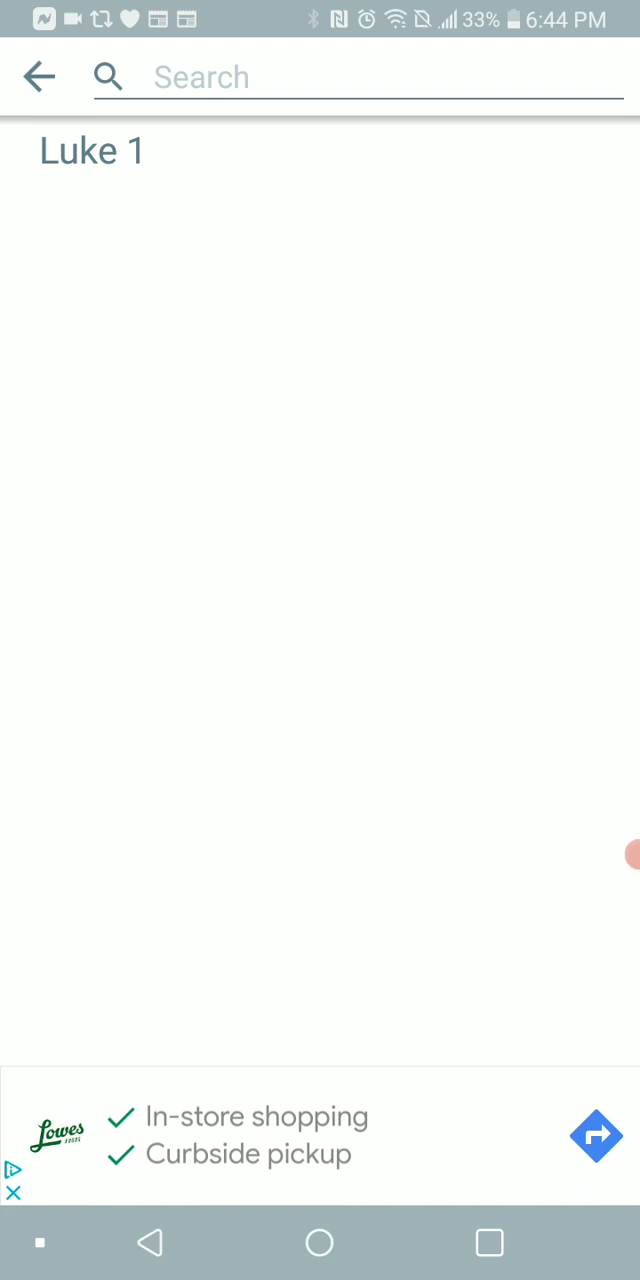 33% 6:44 PM
Search
Luke 1
Lowes
In-store shopping
Curbside pickup